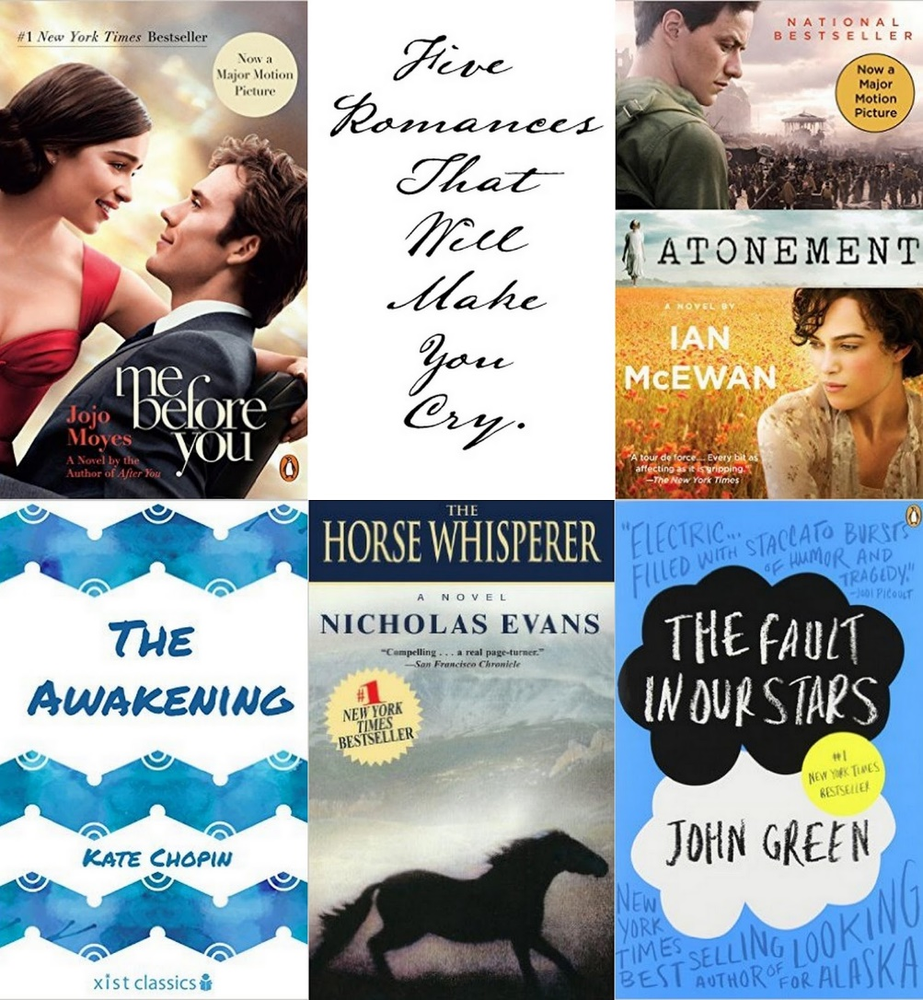 #1 New York Times Bestseller
Now a
Major Motion
Picture
me
before
you
Jojo
Moyes
A Novel by the
Author of After You
Five
Romances
That
Will
Make
You
Cry.
NATIONAL
BESTSELLER
Now a
Major
Motion
Picture
ATONEMENT
A NOVEL BY
IAN
McEWAN
"A tour de force.... Every bit as
affecting as it is gripping."
—The New York Times
THE
AWAKENING
KATE CHOPIN
xist classics
THE
HORSE WHISPERER
A NOVEL
NICHOLAS EVANS
"Compelling . . . a real page-turner."
—San Francisco Chronicle
#1
NEW YORK
TIMES
BESTSELLER
"ELECTRIC...
FILLED WITH STACCATO BURSTS
OF HUMOR AND
TRAGEDY."
-JODI PICOULT
THE FAULT
IN OUR STARS
#1
NEW YORK TIMES
BESTSELLER
JOHN GREEN
NEW
YORK
TIMES
BESTSELLING
AUTHOR OF
LOOKING
FOR ALASKA